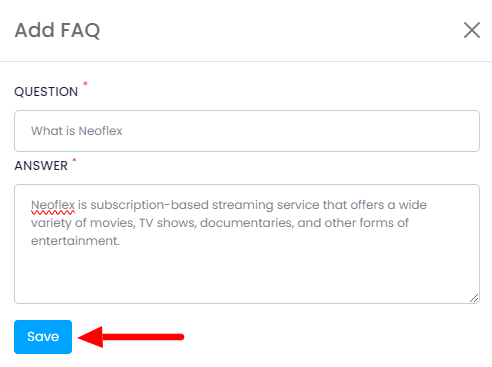 Add FAQ
QUESTION *
What is Neoflex
ANSWER *
Neoflex is subscription-based streaming service that offers a wide
variety of movies, TV shows, documentaries, and other forms of
entertainment.
Save